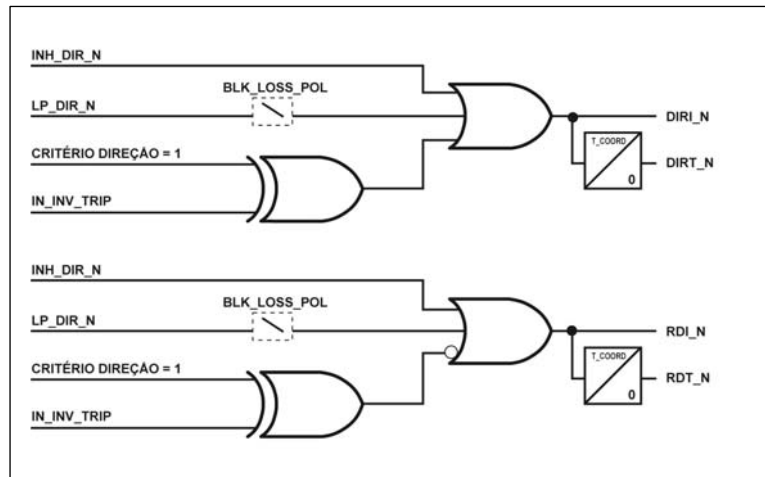 INH_DIR_N
BLK_LOSS_POL
LP_DIR_N
DIRI_N
CRITÉRIO DIREÇÃO = 1
T_COORD
DIRT_N
0
IN_INV_TRIP
INH_DIR_N
BLK_LOSS_POL
LP_DIR_N
RDI_N
CRITÉRIO DIREÇÃO = 1
T_COORD
RDT_N
0
IN_INV_TRIP